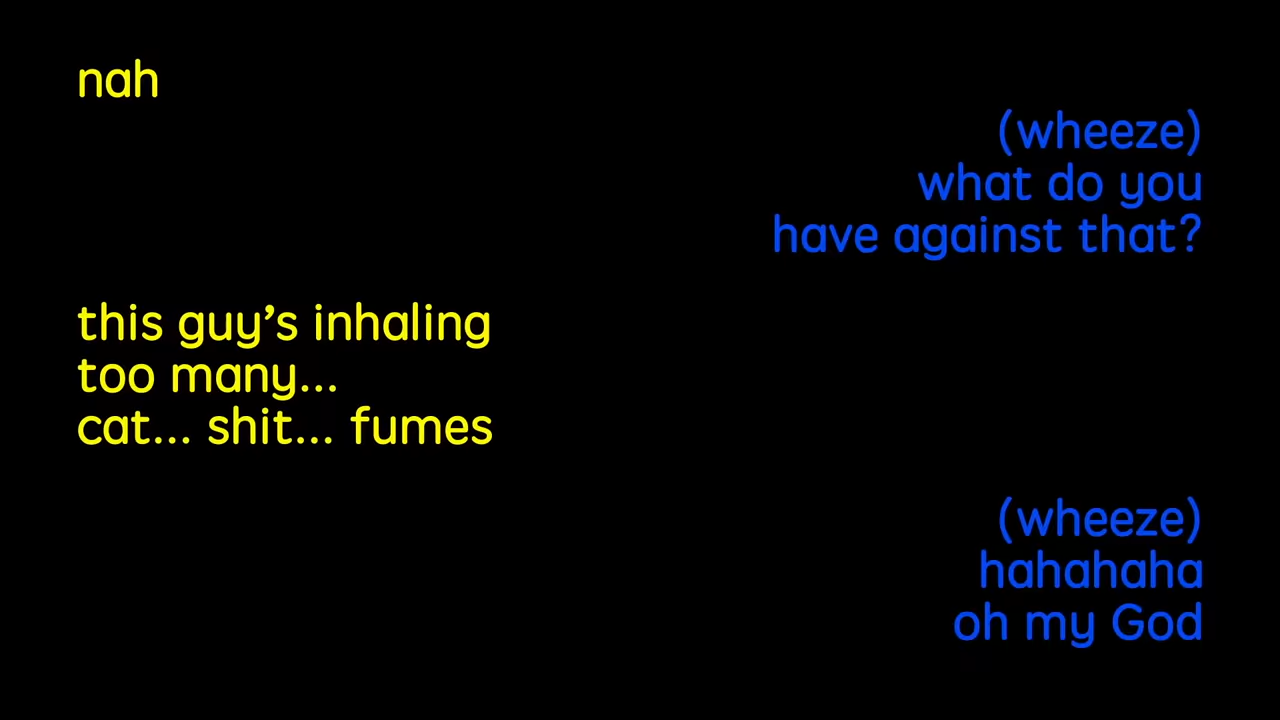 nah
(wheeze)
what do you
have against that?
this guy’s inhaling
too many...
cat... shit... fumes
(wheeze)
hahahaha
oh my God